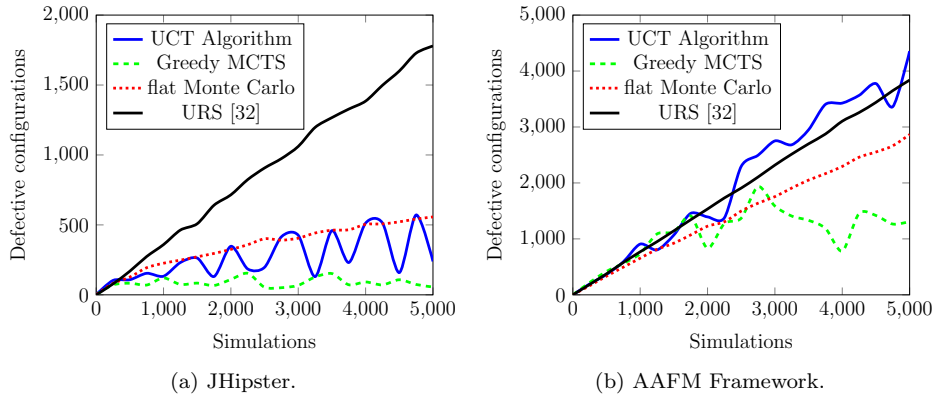 2,000
1,500
1,000
500
0
Defective configurations
UCT Algorithm
Greedy MCTS
flat Monte Carlo
URS [32]
0 1,000 2,000 3,000 4,000 5,000
Simulations
(a) JHipster.
5,000
4,000
3,000
2,000
1,000
0
Defective configurations
UCT Algorithm
Greedy MCTS
flat Monte Carlo
URS [32]
0 1,000 2,000 3,000 4,000 5,000
Simulations
(b) AAFM Framework.